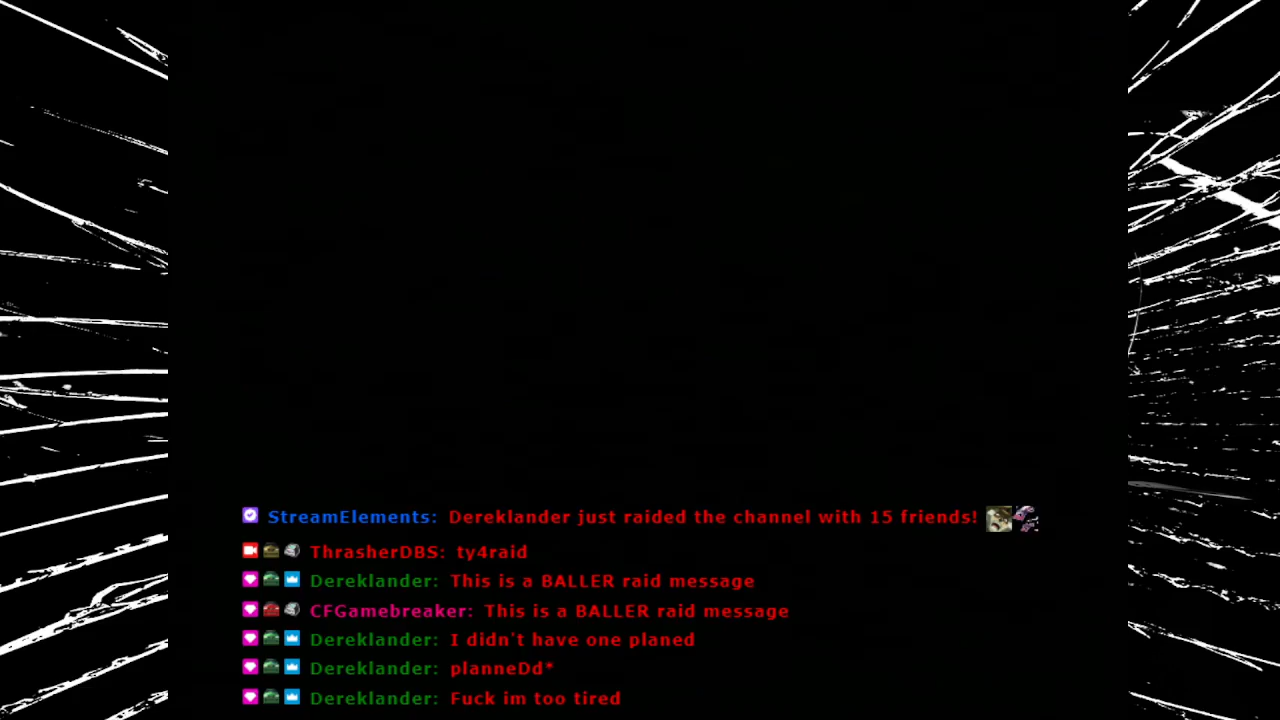 StreamElements: Dereklander just raided the channel with 15 friends!
ThrasherDBS: ty4raid
Dereklander: This is a BALLER raid message
CFGamebreaker: This is a BALLER raid message
Dereklander: I didn't have one planed
Dereklander: planneDd*
Dereklander: Fuck im too tired